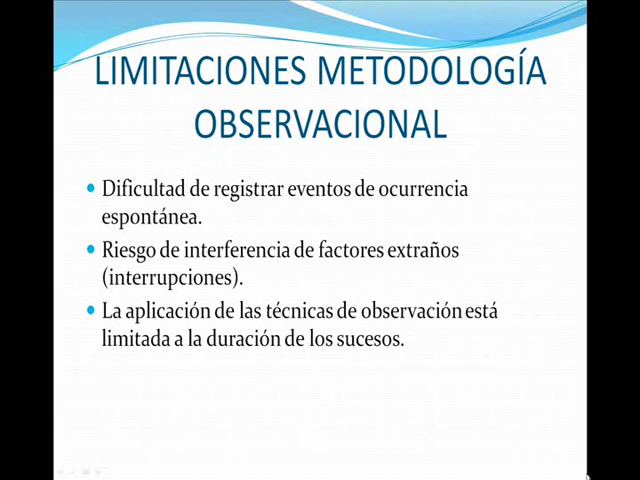 LIMITACIONES METODOLOGÍA
OBSERVACIONAL
• Dificultad de registrar eventos de ocurrencia
espontánea.
• Riesgo de interferencia de factores extraños
(interrupciones).
• La aplicación de las técnicas de observación está
limitada a la duración de los sucesos.